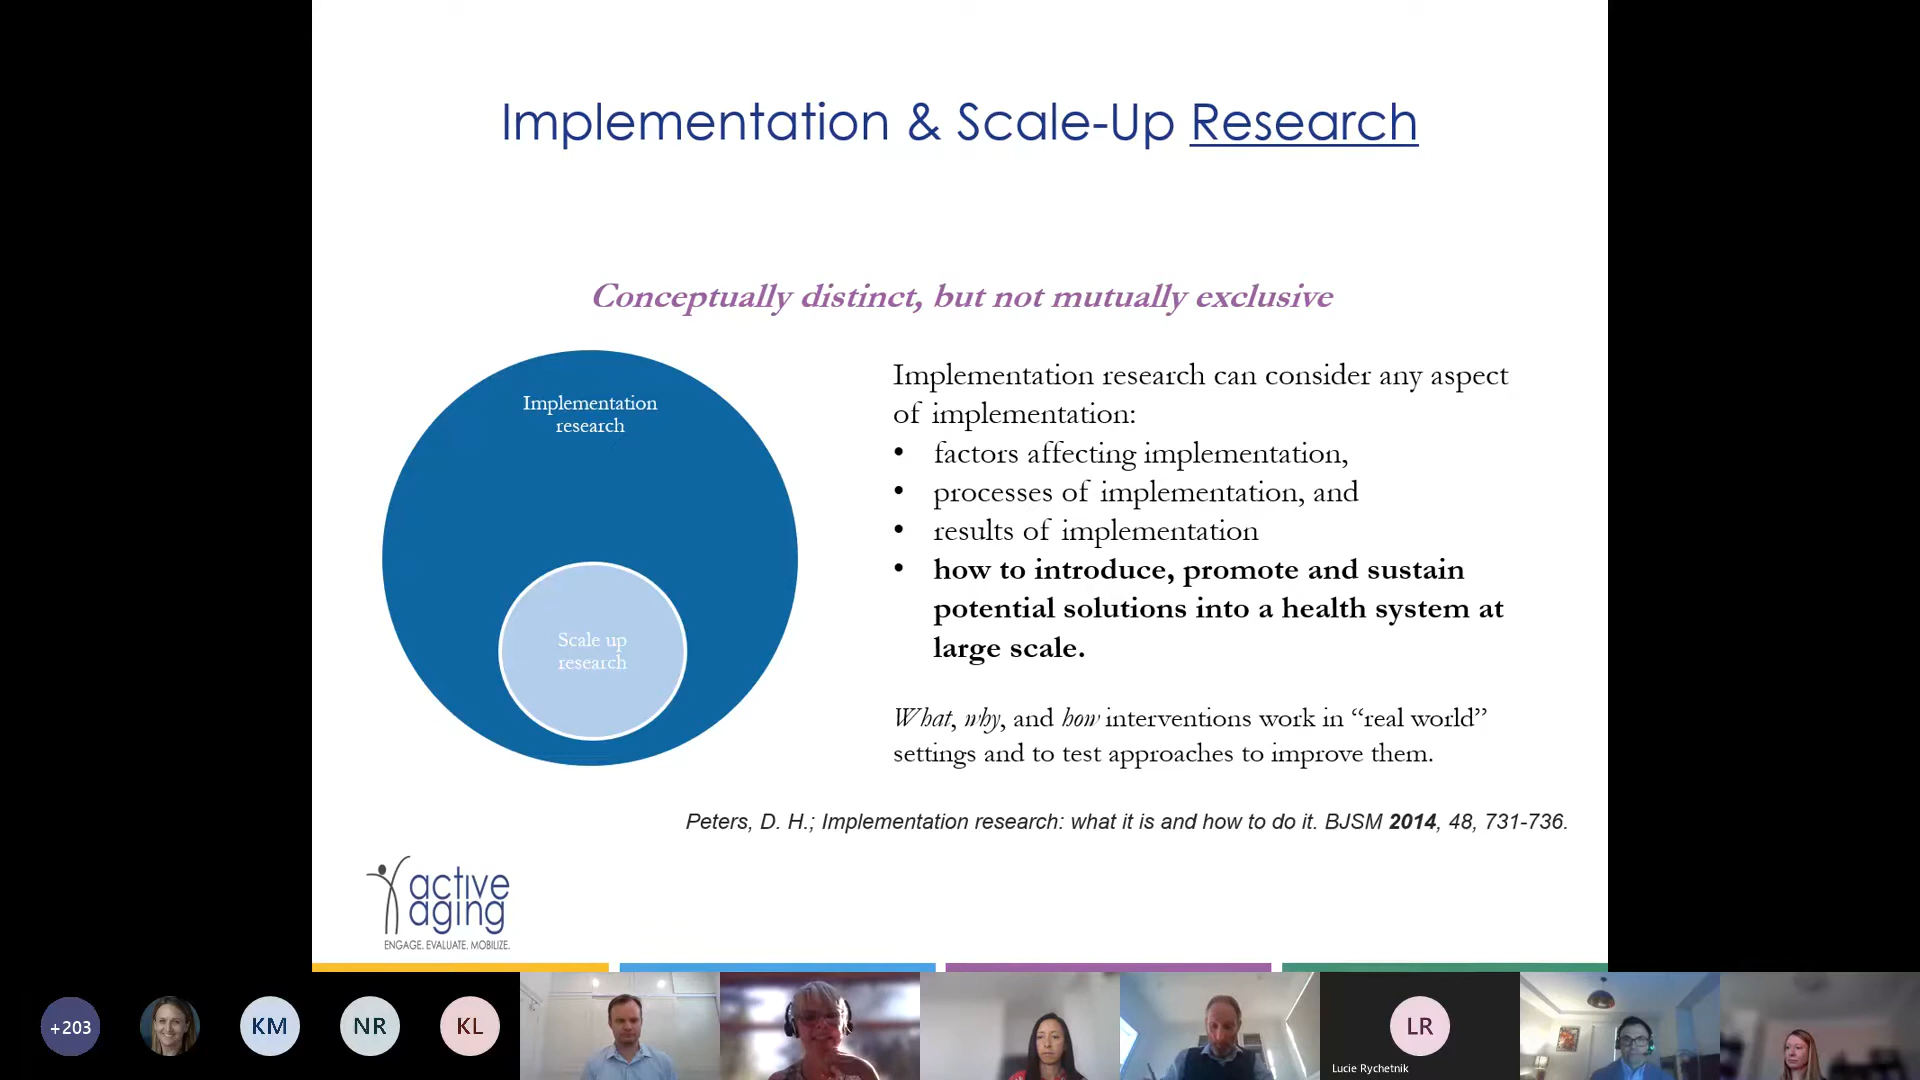 Implementation & Scale-Up Research
Conceptually distinct, but not mutually exclusive
Implementation
research
Scale up
research
Implementation research can consider any aspect
of implementation:
• factors affecting implementation,
• processes of implementation, and
• results of implementation
• how to introduce, promote and sustain
potential solutions into a health system at
large scale.
What, why, and how interventions work in “real world”
settings and to test approaches to improve them.
Peters, D. H.; Implementation research: what it is and how to do it. BJSM 2014, 48, 731-736.
active
aging
ENGAGE. EVALUATE. MOBILIZE.
+203
KM
NR
KL
LR
Lucie Rychetnik